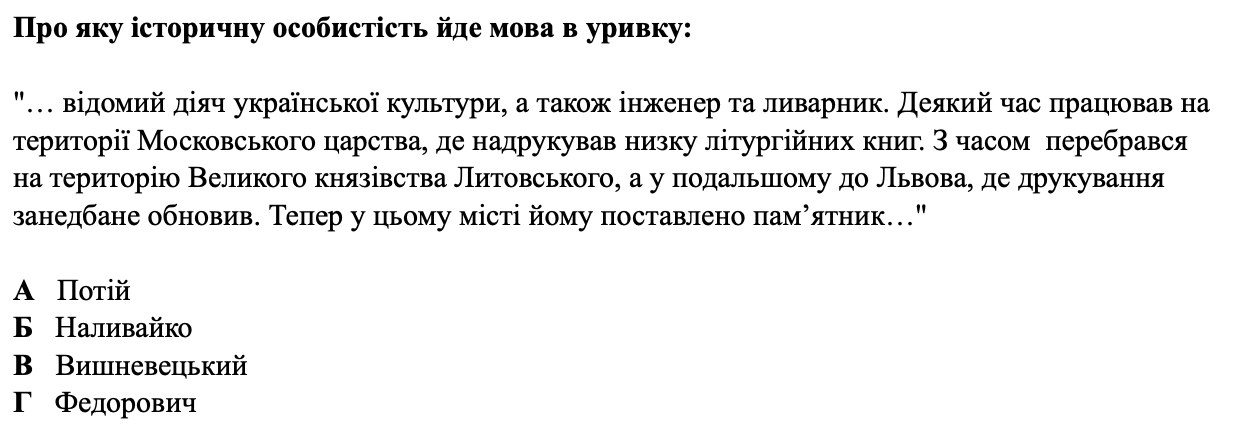 Про яку історичну особистість йде мова в уривку:
"… відомий діяч української культури, а також інженер та ливарник. Деякий час працював на
території Московського царства, де надрукував низку літургійних книг. З часом  перебрався
на територію Великого князівства Литовського, а у подальшому до Львова, де друкування
занедбане обновив. Тепер у цьому місті йому поставлено пам’ятник…"
А Потій
Б Наливайко
В Вишневецький
Г Федорович